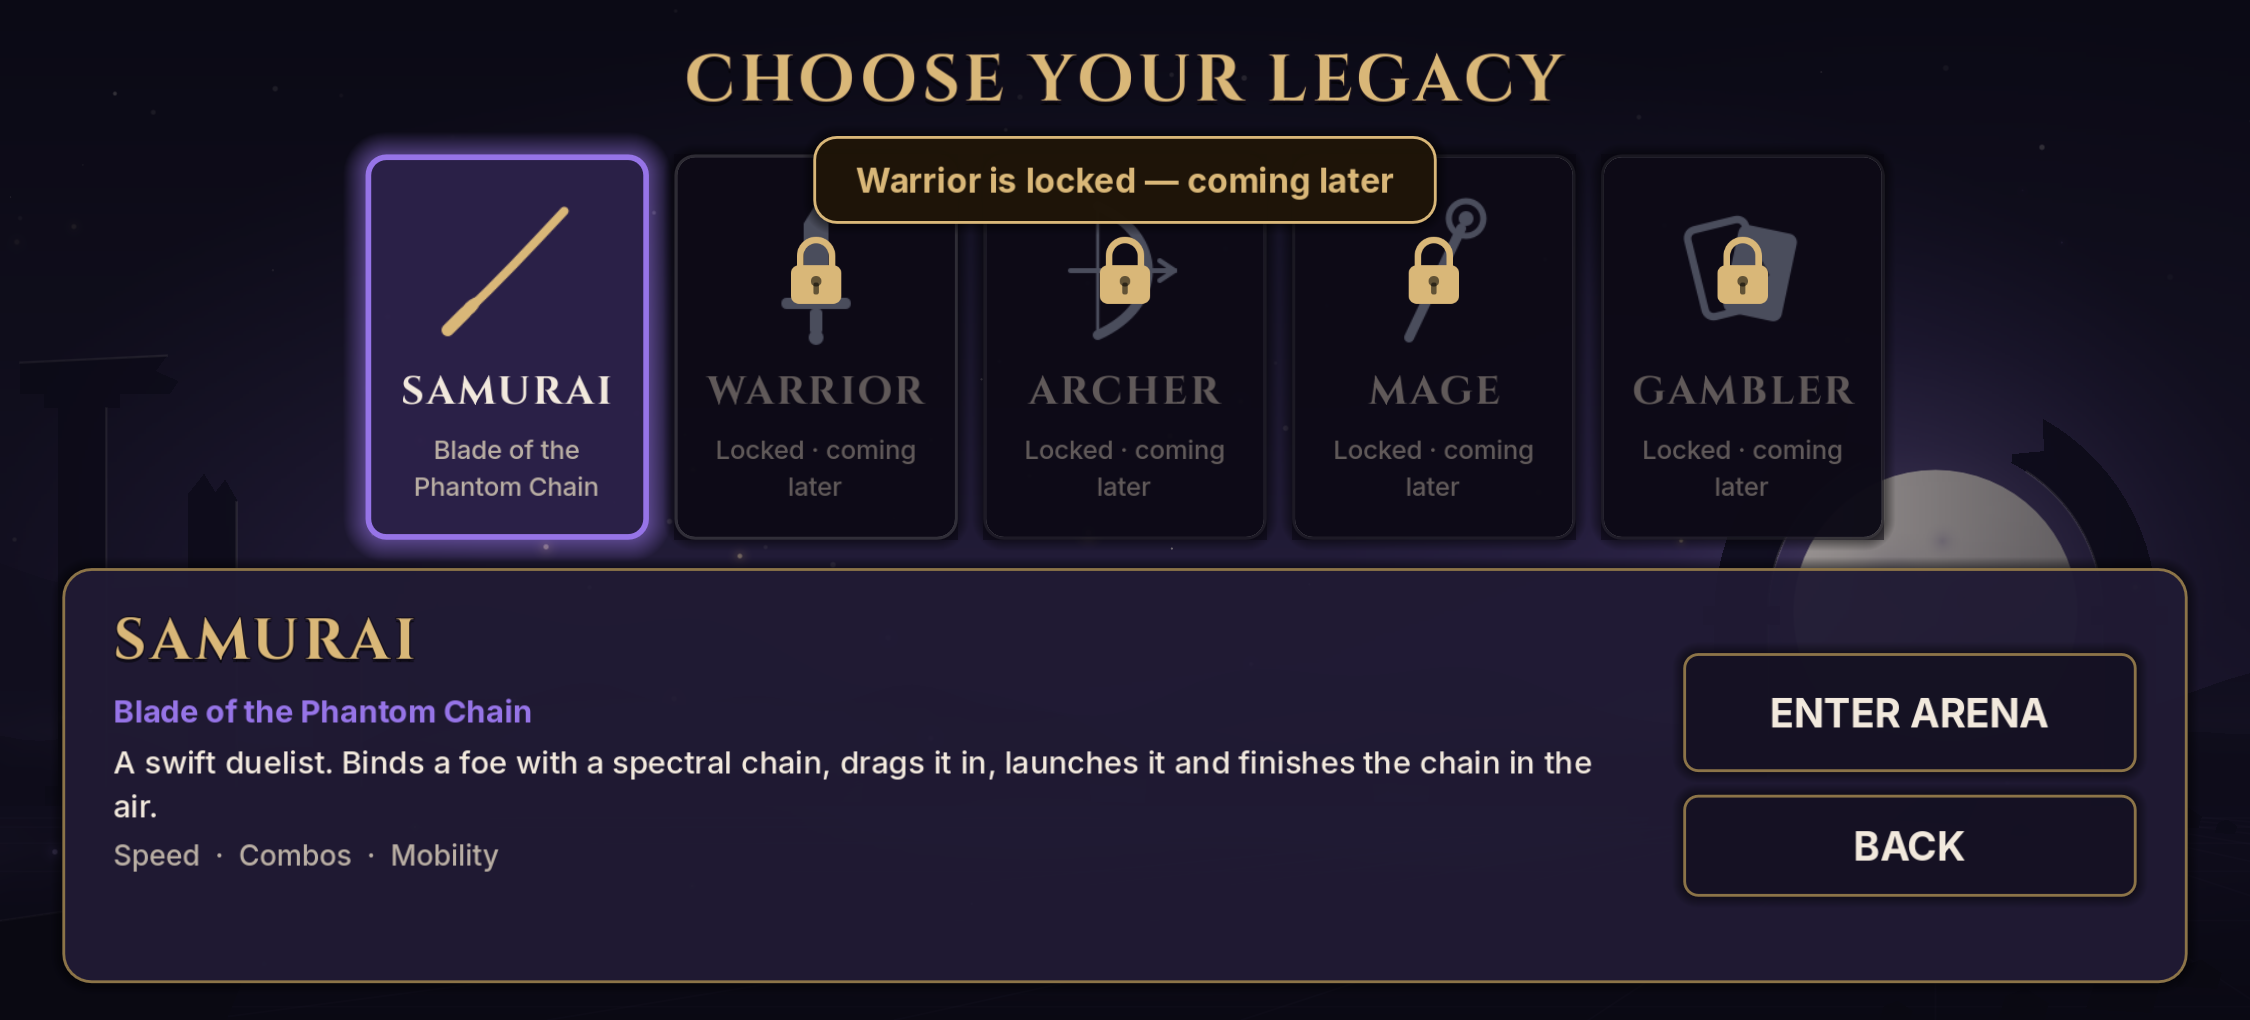 CHOOSE YOUR LEGACY
Warrior is locked — coming later
SAMURAI
Blade of the
Phantom Chain
WARRIOR
Locked · coming
later
ARCHER
Locked · coming
later
MAGE
Locked · coming
later
GAMBLER
Locked · coming
later
SAMURAI
Blade of the Phantom Chain
A swift duelist. Binds a foe with a spectral chain, drags it in, launches it and finishes the chain in the
air.
Speed · Combos · Mobility
ENTER ARENA
BACK